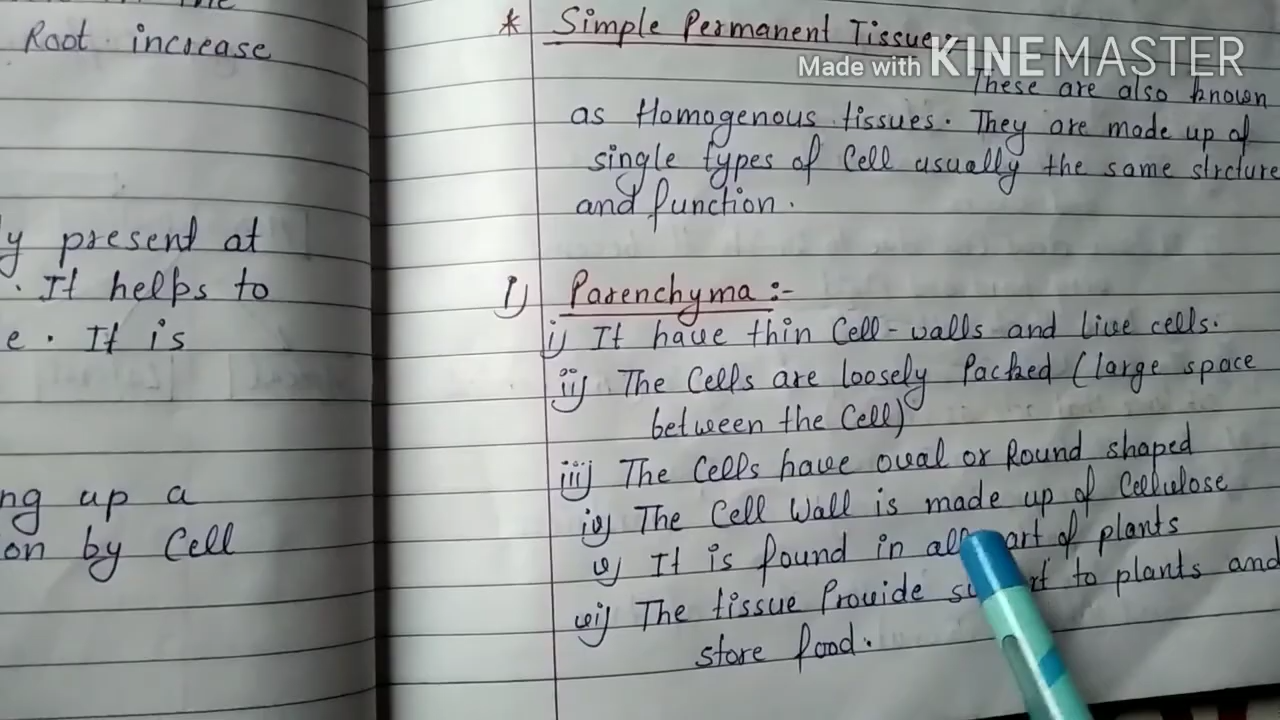 Root increase
y present at
. It helps to
e. It is
ng up a
on by Cell
* Simple Permanent Tissue :-
Made with KINEMASTER
These are also known
as Homogenous tissues. They are made up of
single types of Cell usually the same strcture
and function.
1) Parenchyma :-
i) It have thin Cell-walls and live cells.
ii) The Cells are loosely Packed (large space
between the Cell)
iii) The Cells have oval or Round shaped
iv) The Cell Wall is made up of Cellulose
v) It is found in all art of plants
vi) The tissue Provide to plants and
store food.